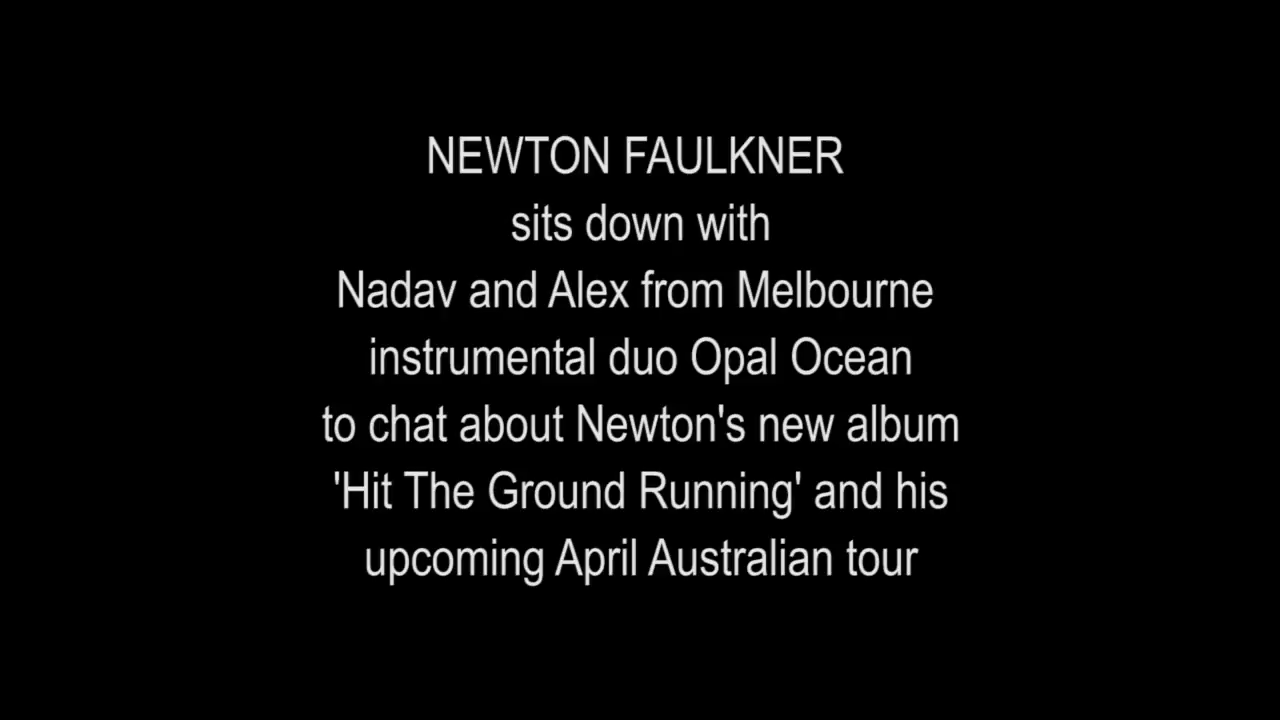 NEWTON FAULKNER
sits down with
Nadav and Alex from Melbourne
instrumental duo Opal Ocean
to chat about Newton's new album
'Hit The Ground Running' and his
upcoming April Australian tour